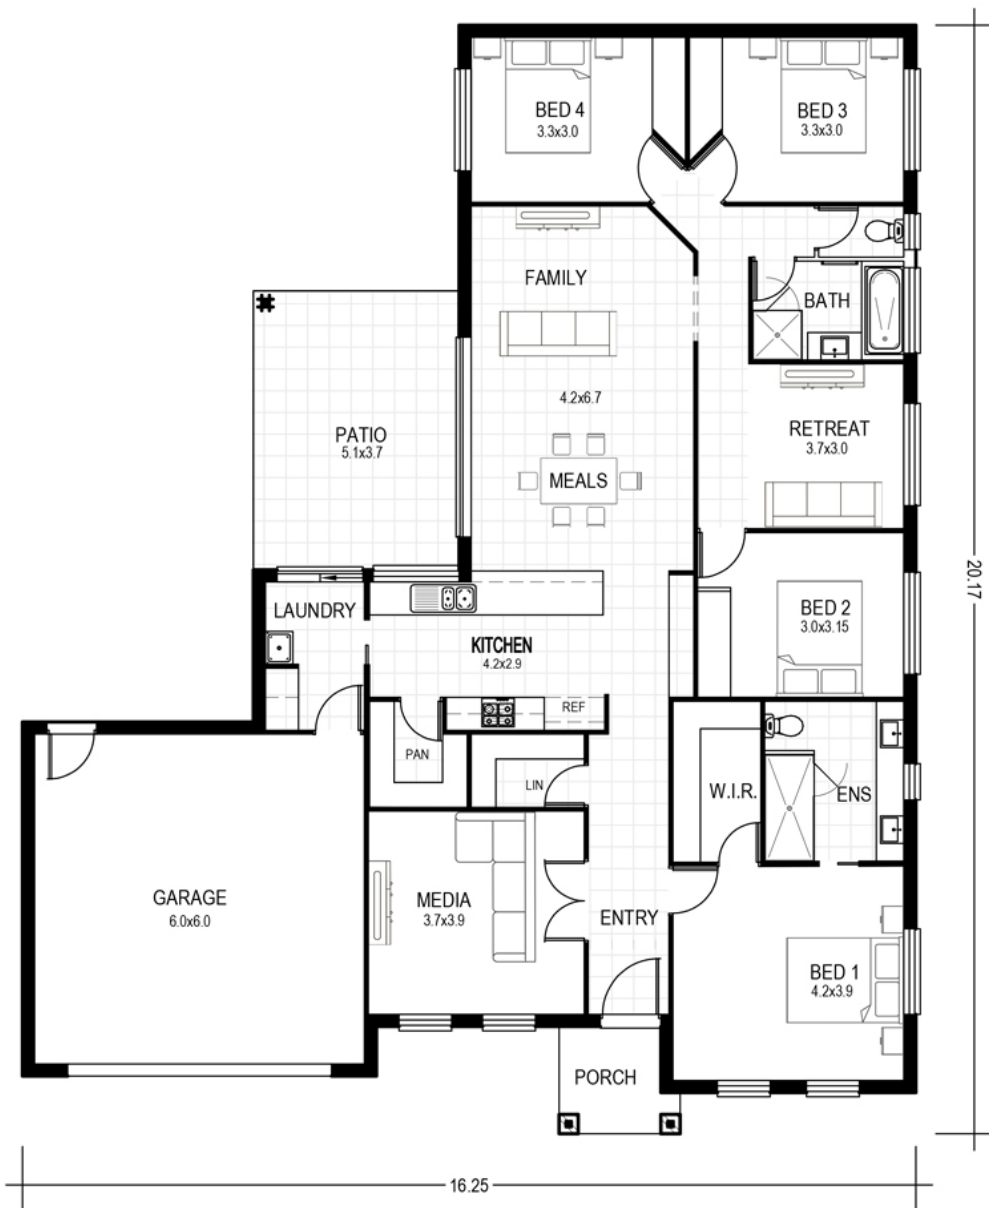 BED 4
3.3x3.0
BED 3
3.3x3.0
FAMILY
BATH
4.2x6.7
PATIO
5.1x3.7
RETREAT
3.7x3.0
MEALS
LAUNDRY
KITCHEN
4.2x2.9
BED 2
3.0x3.15
20.17
REF
PAN
LIN
W.I.R.
ENS
GARAGE
6.0x6.0
MEDIA
3.7x3.9
ENTRY
BED 1
4.2x3.9
PORCH
16.25